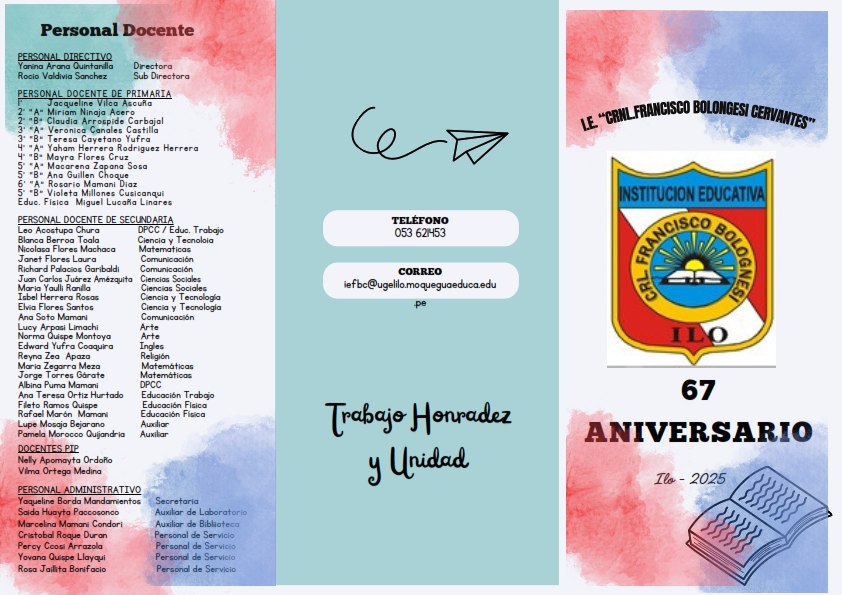 Personal Docente
PERSONAL DIRECTIVO
Yanina Arana Quintanilla Directora
Rocio Valdivia Sanchez Sub Directora
PERSONAL DOCENTE DE PRIMARIA
1° Jacqueline Vilca Ascuña
2° "A" Miriam Ninaja Acero
2° "B" Claudia Arrospide Carbajal
3° "A" Veronica Canales Castilla
3° "B" Teresa Cayetano Yufra
4° "A" Yaham Herrera Rodriguez Herrera
4° "B" Mayra Flores Cruz
5° "A" Macarena Zapana Sosa
5° "B" Ana Guillen Choque
6° "A" Rosario Mamani Diaz
5° "B" Violeta Millones Cusicanqui
Educ. Física Miguel Lucaña Linares
PERSONAL DOCENTE DE SECUNDARIA
Leo Acostupa Chura DPCC / Educ. Trabajo
Blanca Berroa Toala Ciencia y Tecnoloia
Nicolasa Flores Machaca Matematicas
Janet Flores Laura Comunicación
Richard Palacios Garibaldi Comunicación
Juan Carlos Juárez Amézquita Ciencias Sociales
Maria Yaulli Ranilla Ciencias Sociales
Isbel Herrera Rosas Ciencia y Tecnología
Elvia Flores Santos Ciencia y Tecnología
Ana Soto Mamani Comunicación
Lucy Arpasi Limachi Arte
Norma Quispe Montoya Arte
Edward Yufra Coaquira Ingles
Reyna Zea Apaza Religión
Maria Zegarra Meza Matemáticas
Jorge Torres Gárate Matemáticas
Albina Puma Mamani DPCC
Ana Teresa Ortiz Hurtado Educación Trabajo
Fileto Ramos Quispe Educación Física
Rafael Marón Mamani Educación Física
Lupe Mosaja Bejarano Auxiliar
Pamela Morocco Quijandria Auxiliar
DOCENTES PIP
Nelly Apomayta Ordoño
Vilma Ortega Medina
PERSONAL ADMINISTRATIVO
Yaqueline Borda Mandamientos Secretaria
Saida Huayta Paccosonco Auxiliar de Laboratorio
Marcelina Mamani Condori Auxiliar de Biblioteca
Cristobal Roque Duran Personal de Servicio
Percy Ccosi Arrazola Personal de Servicio
Yovana Quispe Llayqui Personal de Servicio
Rosa Jaillita Bonifacio Personal de Servicio
TELÉFONO
053 621453
CORREO
iefbc@ugelilo.moqueguaeduca.edu
.pe
Trabajo Honradez
y Unidad
I.E. "CRNL.FRANCISCO BOLONGESI CERVANTES"
INSTITUCION EDUCATIVA
CRL. FRANCISCO BOLOGNESI
ILO
67
ANIVERSARIO
Ilo - 2025